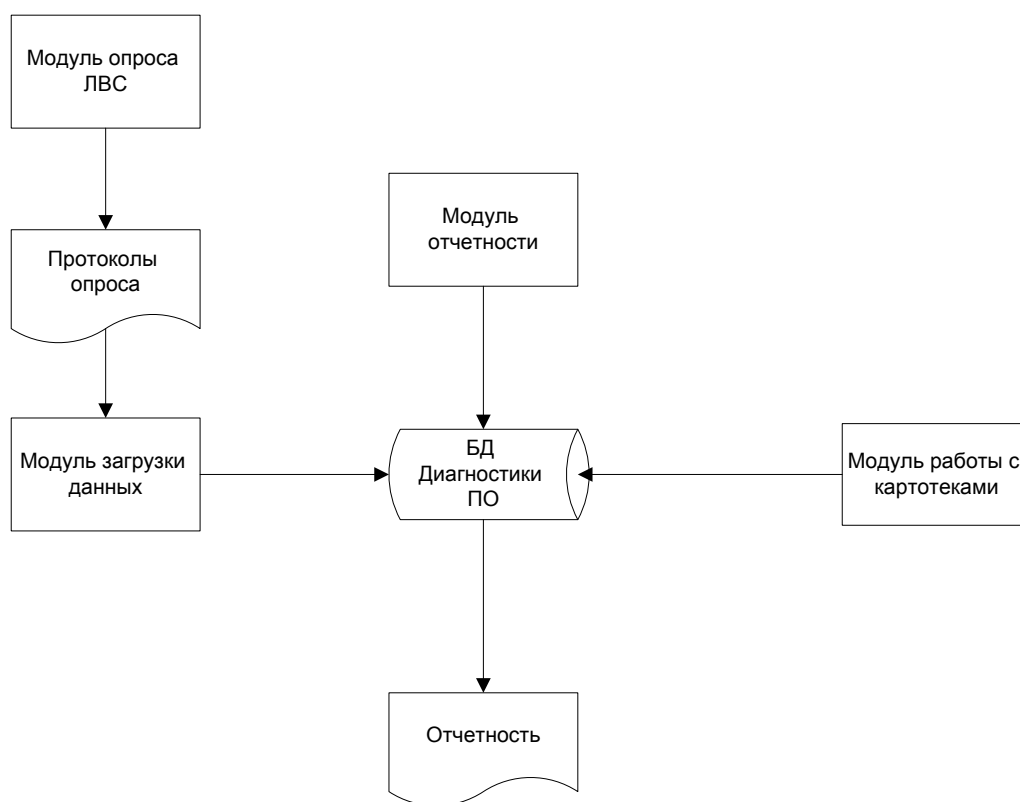 Модуль опроса
ЛВС
Модуль
отчетности
Протоколы
опроса
Модуль загрузки
данных
БД
Диагностики
ПО
Модуль работы с
картотеками
Отчетность